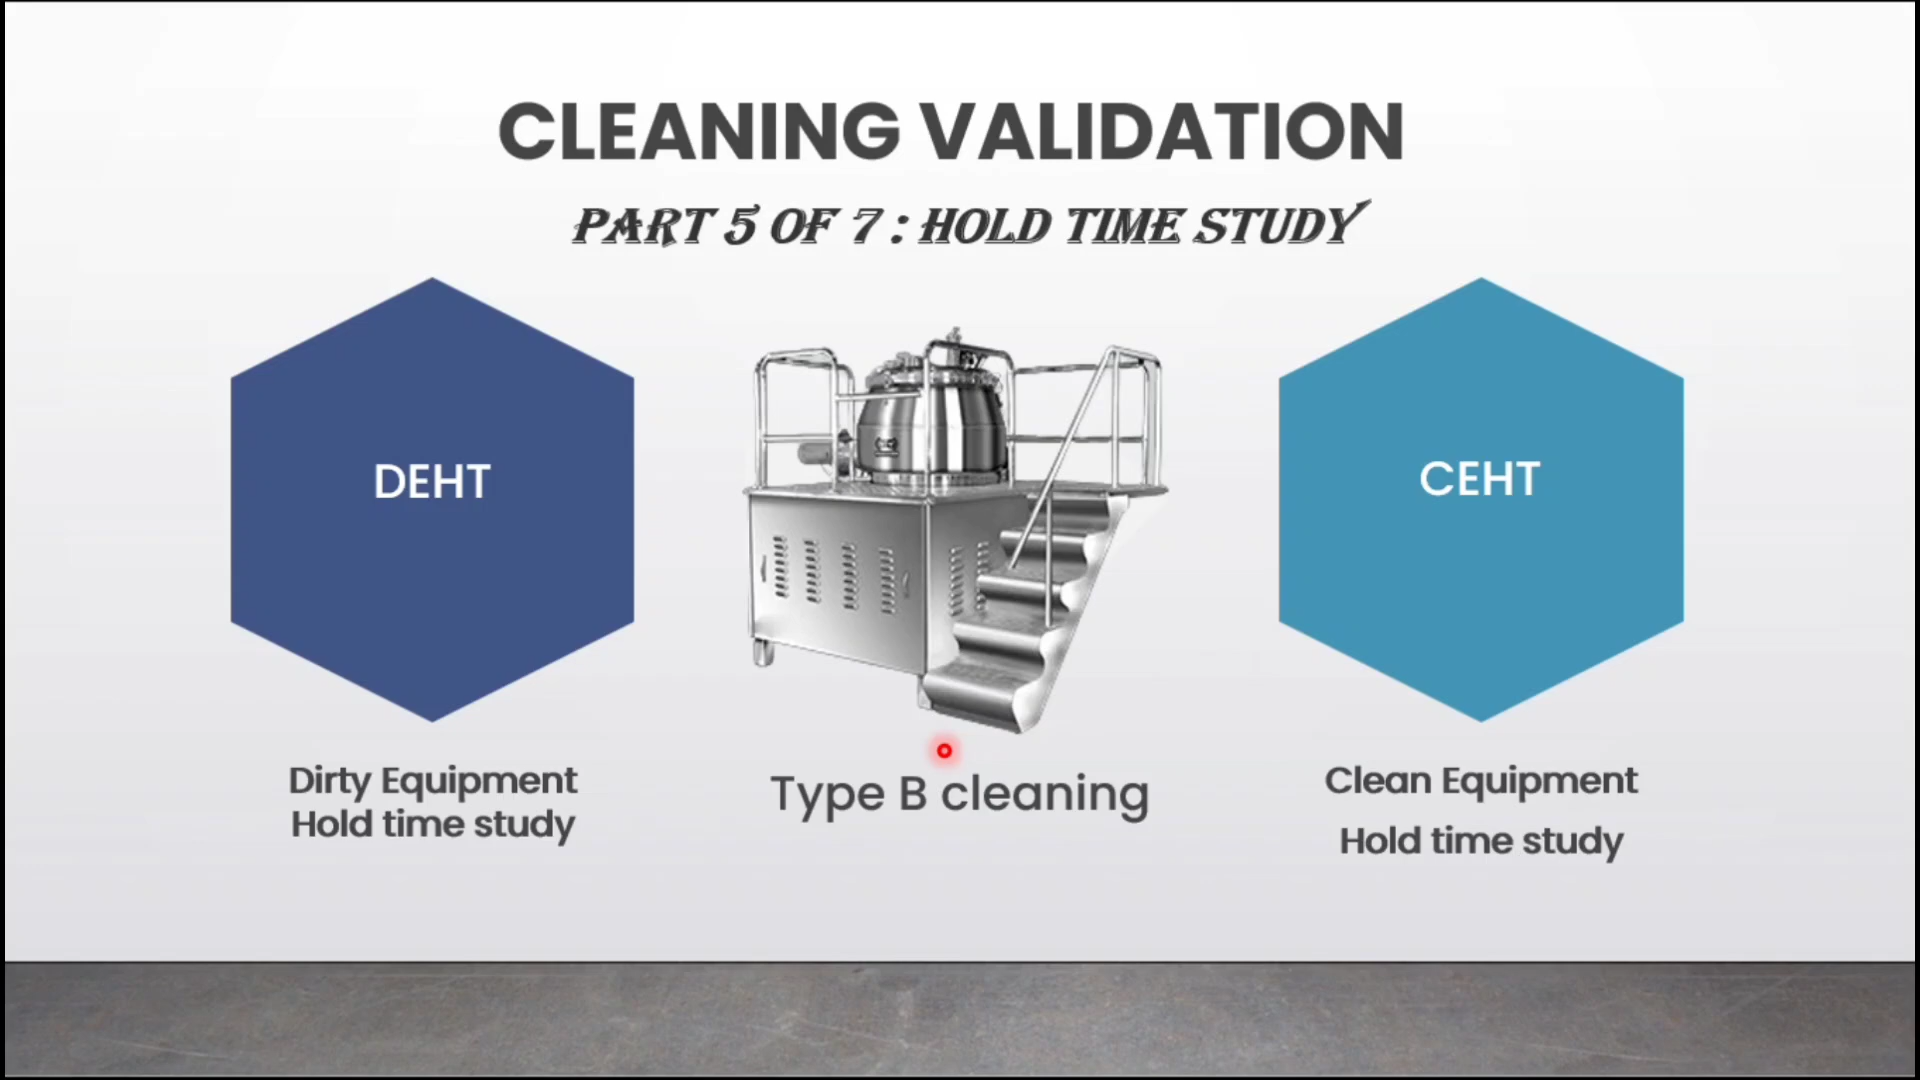 CLEANING VALIDATION
PART 5 OF 7 : HOLD TIME STUDY
DEHT
CEHT
Dirty Equipment
Hold time study
Type B cleaning
Clean Equipment
Hold time study